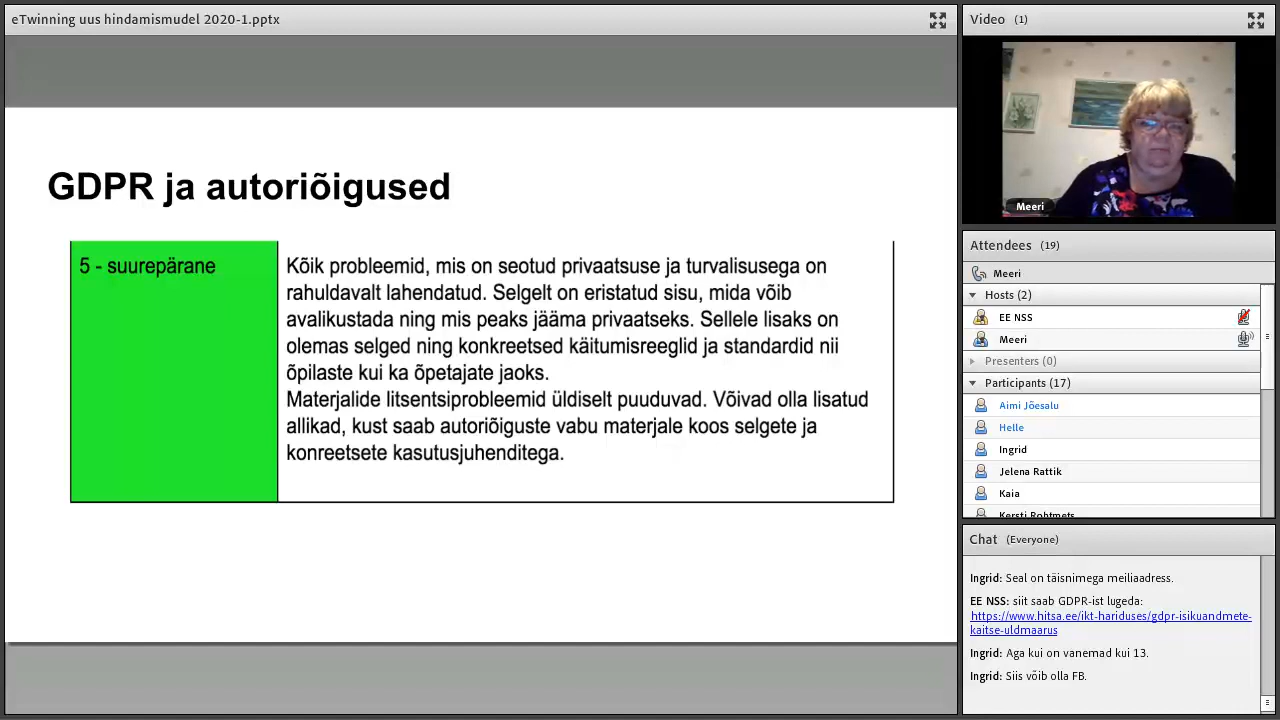 eTwinning uus hindamismudel 2020-1.pptx
GDPR ja autoriõigused
5 - suurepärane
Kõik probleemid, mis on seotud privaatsuse ja turvalisusega on
rahuldavalt lahendatud. Selgelt on eristatud sisu, mida võib
avalikustada ning mis peaks jääma privaatseks. Sellele lisaks on
olemas selged ning konkreetsed käitumisreeglid ja standardid nii
õpilaste kui ka õpetajate jaoks.
Materjalide litsentsiprobleemid üldiselt puuduvad. Võivad olla lisatud
allikad, kust saab autoriõiguste vabu materjale koos selgete ja
konreetsete kasutusjuhenditega.
Video (1)
Meeri
Attendees (19)
Meeri
Hosts (2)
EE NSS
Meeri
Presenters (0)
Participants (17)
Aimi Jõesalu
Helle
Ingrid
Jelena Rattik
Kaia
Kersti Rohtmets
Chat (Everyone)
Ingrid: Seal on täisnimega meiliaadress.
EE NSS: siit saab GDPR-ist lugeda:
https://www.hitsa.ee/ikt-hariduses/gdpr-isikuandmete-
kaitse-uldmaarus
Ingrid: Aga kui on vanemad kui 13.
Ingrid: Siis võib olla FB.